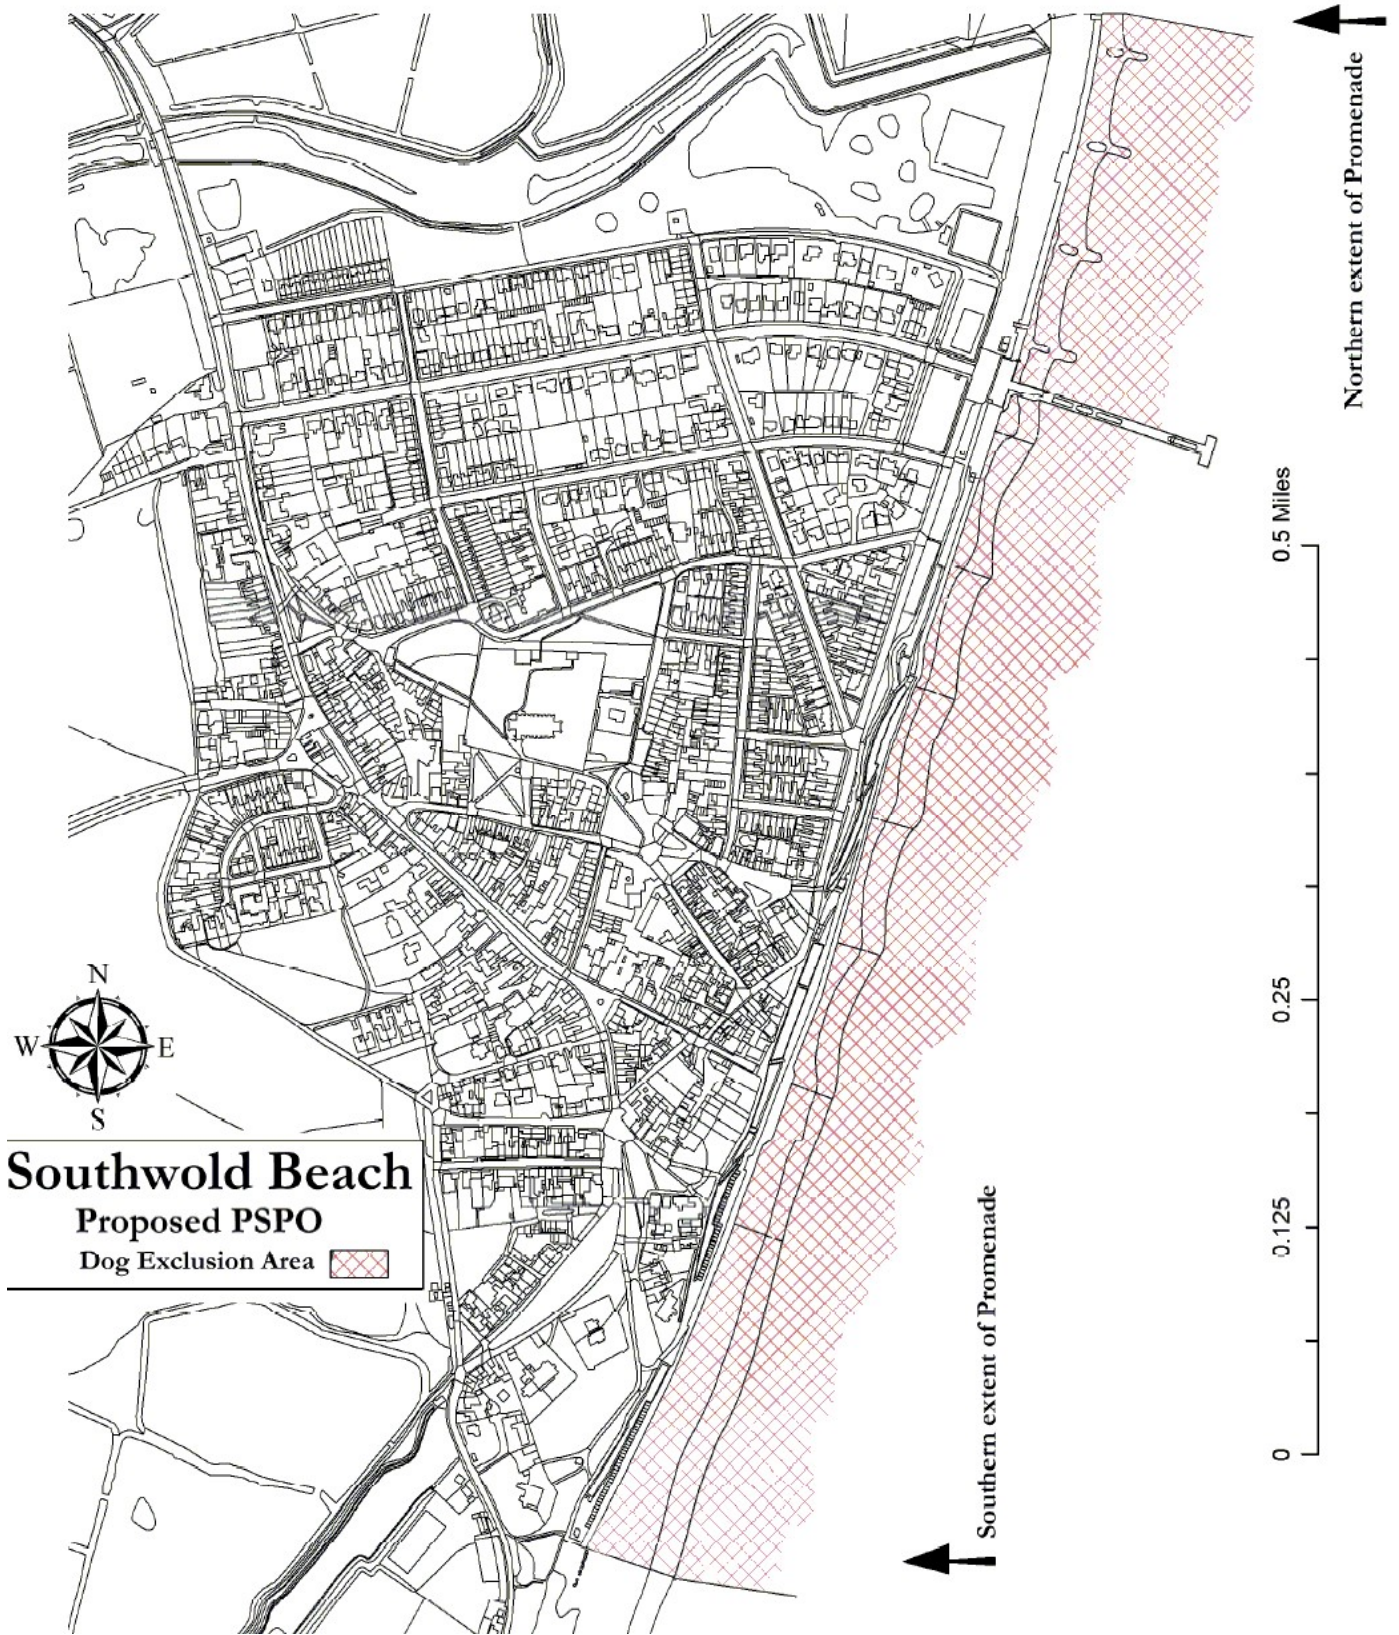 Northern extent of Promenade
0.5 Miles
0.25
0.125
0
Southern extent of Promenade
N
W
E
S
Southwold Beach
Proposed PSPO
Dog Exclusion Area